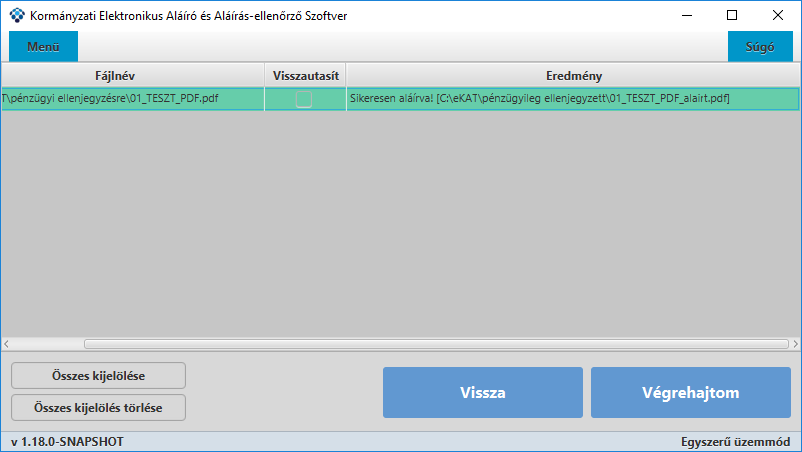 Kormányzati Elektronikus Aláíró és Aláírás-ellenőrző Szoftver
Menü
Súgó
Fájlnév
Visszautasít
Eredmény
T\pénzügyi ellenjegyzésre\01_TESZT_PDF.pdf
Sikeresen aláírva! [C:\eKAT\pénzügyileg ellenjegyzett\01_TESZT_PDF_alairt.pdf]
Összes kijelölése
Összes kijelölés törlése
Vissza
Végrehajtom
v 1.18.0-SNAPSHOT
Egyszerű üzemmód